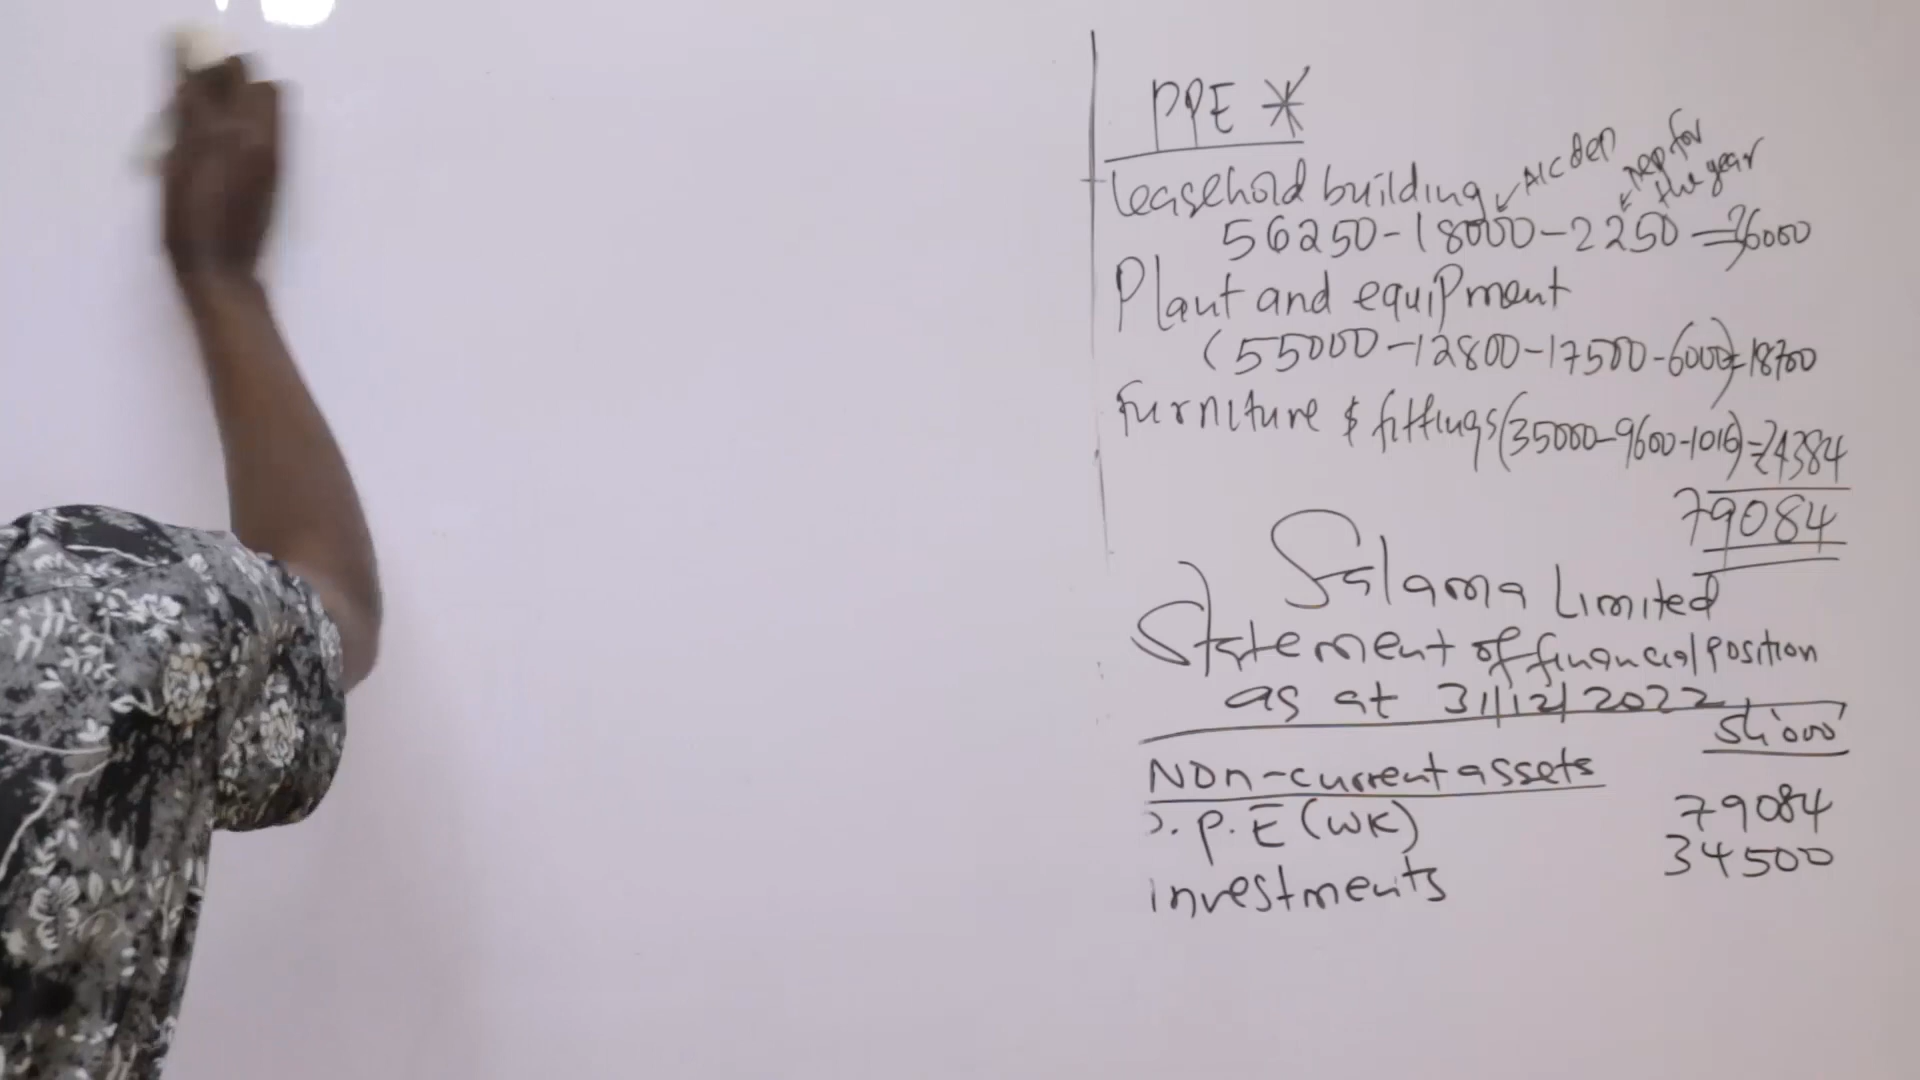 PPE *
Leasehold building A/C dep Dep for the year
56250-18000-2250=36000
Plant and equipment
(55000-12800-17500-6000)=18700
Furniture & fittings(35000-9600-1016)=24384
79084
Salama Limited
Statement of financial position
as at 31/12/2022
Sh'000'
Non-current assets
P.E (WK) 79084
investments 34500